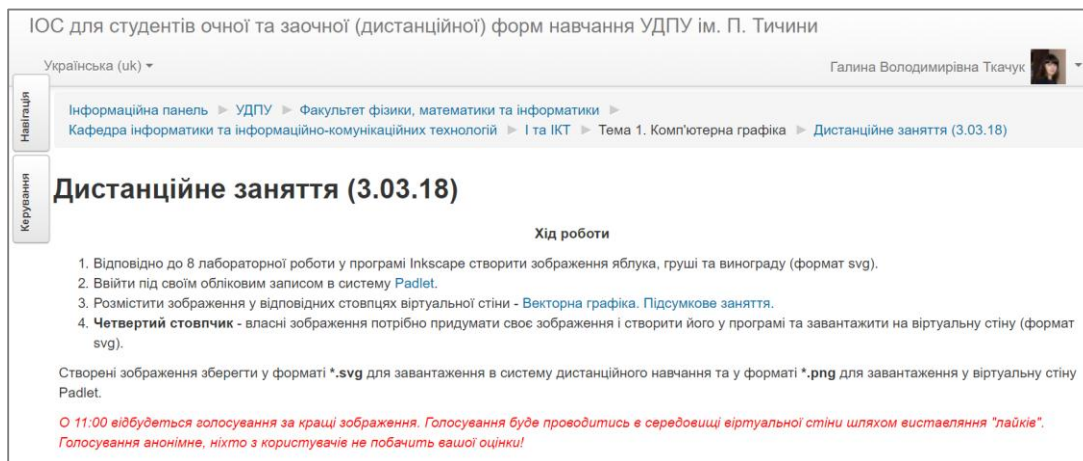 ІОС для студентів очної та заочної (дистанційної) форм навчання УДПУ ім. П. Тичини
Українська (uk)
Галина Володимирівна Ткачук
Навігація
Керування
Інформаційна панель ► УДПУ ► Факультет фізики, математики та інформатики ►
Кафедра інформатики та інформаційно-комунікаційних технологій ► І та ІКТ ► Тема 1. Комп'ютерна графіка ► Дистанційне заняття (3.03.18)
Дистанційне заняття (3.03.18)
Хід роботи
1. Відповідно до 8 лабораторної роботи у програмі Inkscape створити зображення яблука, груші та винограду (формат svg).
2. Ввійти під своїм обліковим записом в систему Padlet.
3. Розмістити зображення у відповідних стовпцях віртуальної стіни - Векторна графіка. Підсумкове заняття.
4. Четвертий стовпчик - власні зображення потрібно придумати своє зображення і створити його у програмі та завантажити на віртуальну стіну (формат
svg).
Створені зображення зберегти у форматі *.svg для завантаження в систему дистанційного навчання та у форматі *.png для завантаження у віртуальну стіну
Padlet.
О 11:00 відбудеться голосування за кращі зображення. Голосування буде проводитись в середовищі віртуальної стіни шляхом виставляння "лайків".
Голосування анонімне, ніхто з користувачів не побачить вашої оцінки!